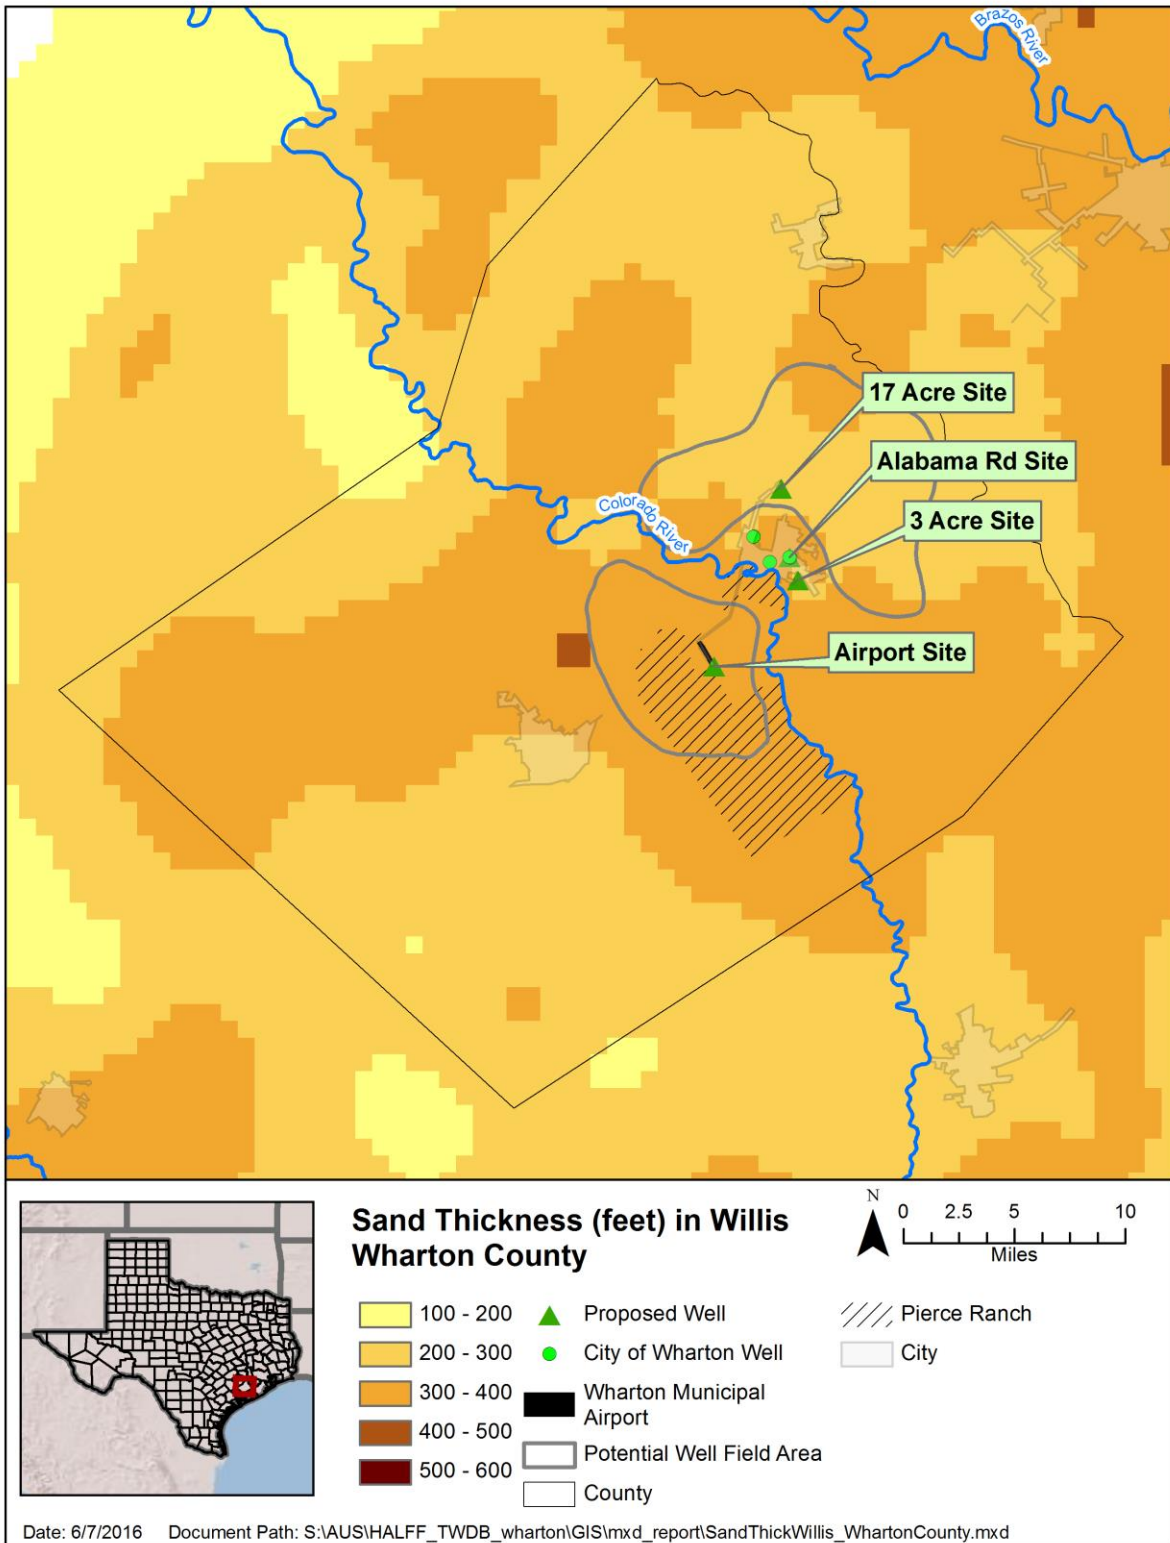 Brazos
River
17 Acre Site
Alabama Rd Site
Colorado River
3 Acre Site
Airport Site
Sand Thickness (feet) in Willis
Wharton County
N
0 2.5 5 10
Miles
100 - 200
200 - 300
300 - 400
400 - 500
500 - 600
Proposed Well
City of Wharton Well
Wharton Municipal
Airport
Potential Well Field Area
County
Pierce Ranch
City
Date: 6/7/2016 Document Path: S:\AUS\HALFF_TWDB_wharton\GIS\mxd_report\SandThickWillis_WhartonCounty.mxd